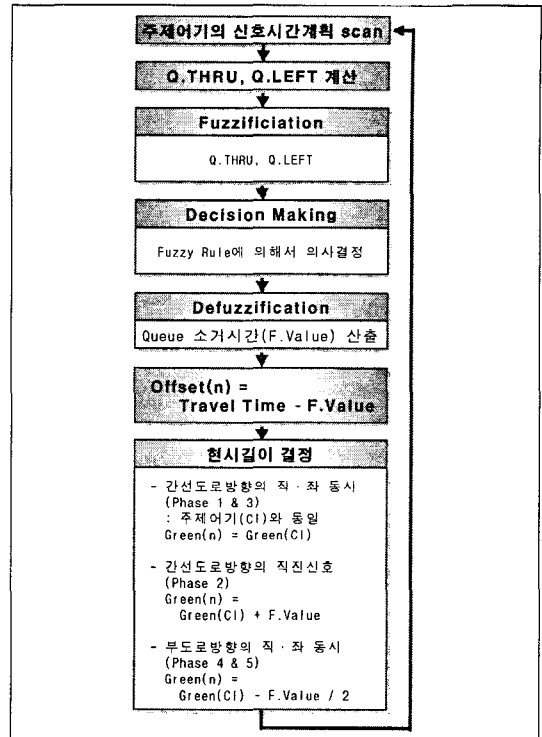 주제어기의 신호시간계획 scan
Q.THRU, Q.LEFT 계산
Fuzzificiation
Q.THRU, Q.LEFT
Decision Making
Fuzzy Rule에 의해서 의사결정
Defuzzification
Queue 소거시간(F.Value) 산출
Offset(n) =
Travel Time - F.Value
현시길이 결정
- 간선도로방향의 직 · 좌 동시
(Phase 1 & 3)
: 주제어기(CI)와 동일
Green(n) = Green(CI)
- 간선도로방향의 직진신호
(Phase 2)
Green(n) =
Green(CI) + F.Value
- 부도로방향의 직 · 좌 동시
(Phase 4 & 5)
Green(n) =
Green(CI) - F.Value / 2